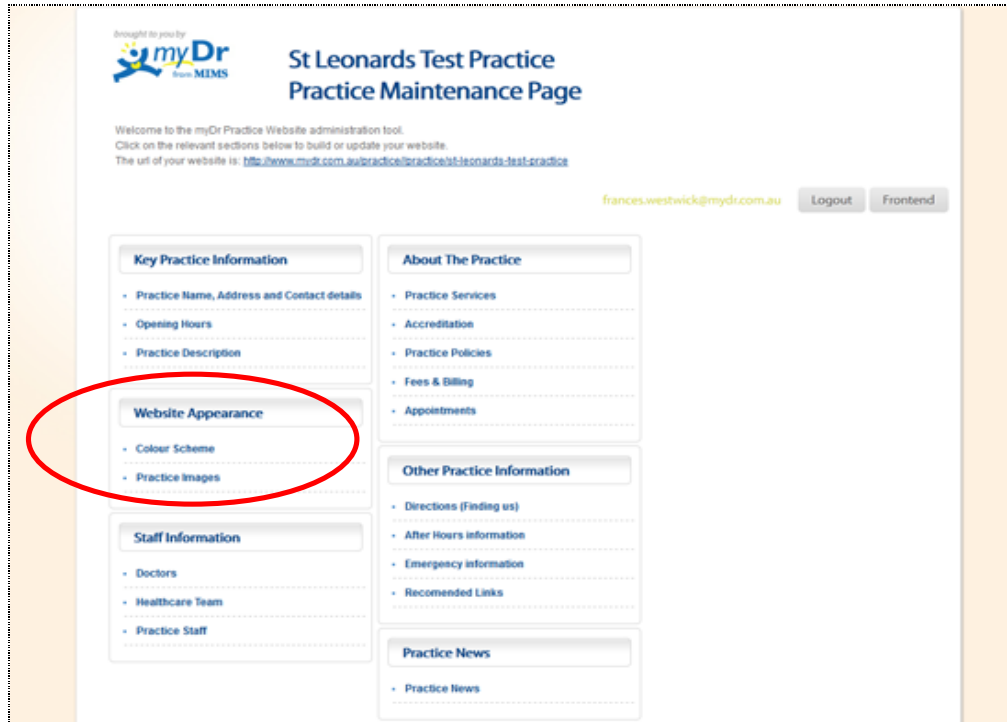 brought to you by
myDr
from MIMS
St Leonards Test Practice
Practice Maintenance Page
Welcome to the myDr Practice Website administration tool.
Click on the relevant sections below to build or update your website.
The url of your website is: http://www.mydr.com.au/practice/practice/st-leonards-test-practice
frances.westwick@mydr.com.au
Logout
Frontend
Key Practice Information
Practice Name, Address and Contact details
Opening Hours
Practice Description
Website Appearance
Colour Scheme
Practice Images
Staff Information
Doctors
Healthcare Team
Practice Staff
About The Practice
Practice Services
Accreditation
Practice Policies
Fees & Billing
Appointments
Other Practice Information
Directions (Finding us)
After Hours information
Emergency information
Recomended Links
Practice News
Practice News